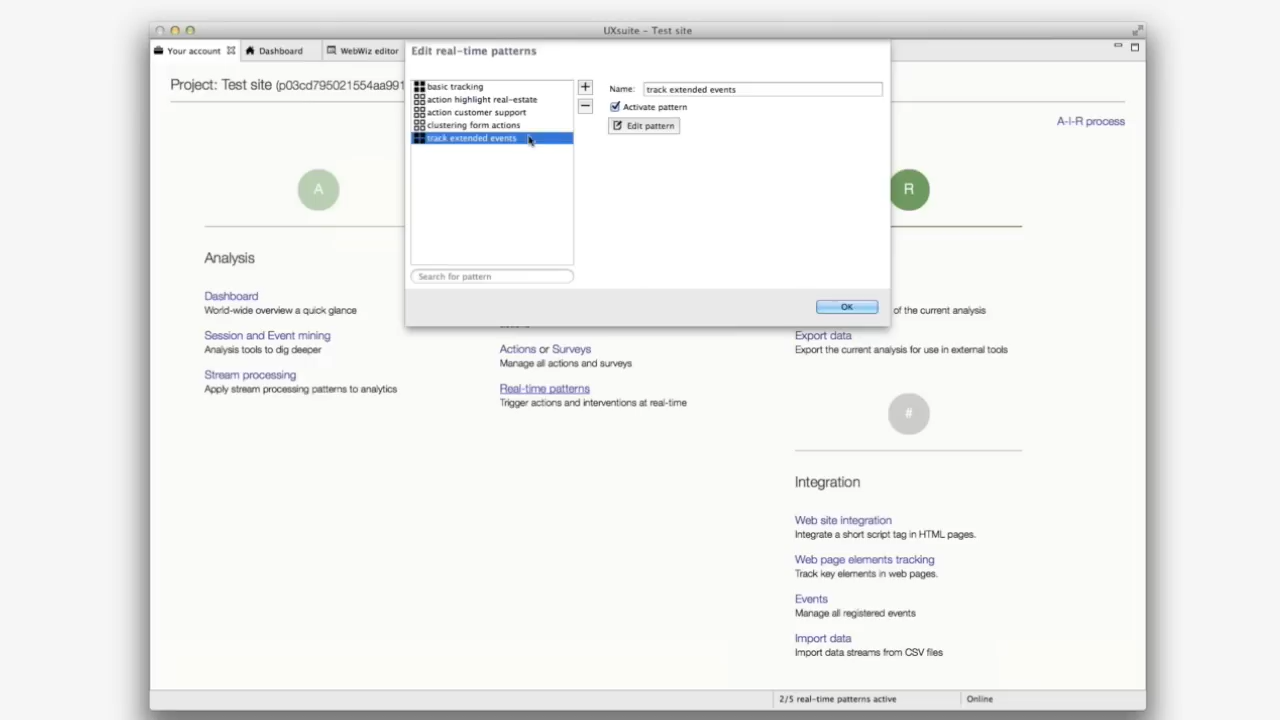 UXsuite - Test site
Your account
Dashboard
WebWiz editor
Edit real-time patterns
Project: Test site (p03cd795021554aa991
basic tracking
action highlight real-estate
action customer support
clustering form actions
track extended events
Name: track extended events
Activate pattern
Edit pattern
Search for pattern
OK
A-I-R process
A
R
Analysis
Dashboard
World-wide overview a quick glance
Session and Event mining
Analysis tools to dig deeper
Stream processing
Apply stream processing patterns to analytics
Actions or Surveys
Manage all actions and surveys
Real-time patterns
Trigger actions and interventions at real-time
of the current analysis
Export data
Export the current analysis for use in external tools
#
Integration
Web site integration
Integrate a short script tag in HTML pages.
Web page elements tracking
Track key elements in web pages.
Events
Manage all registered events
Import data
Import data streams from CSV files
2/5 real-time patterns active
Online